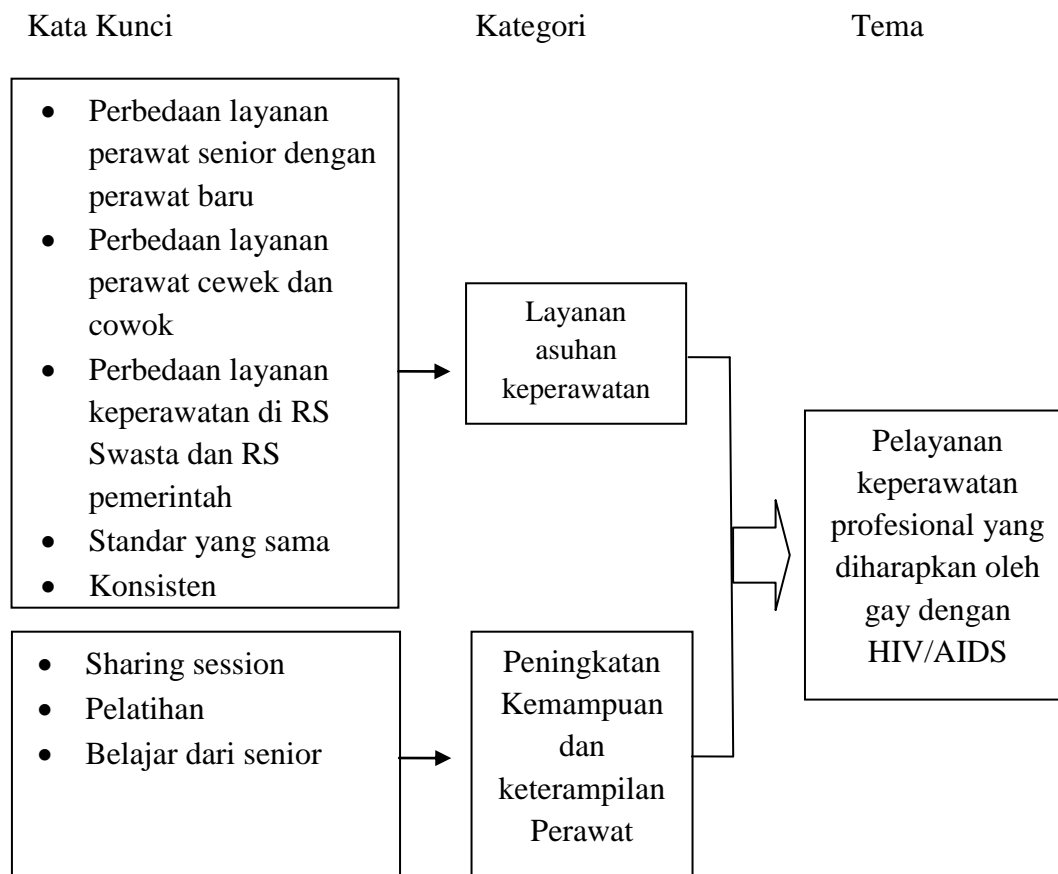 Kata Kunci
Kategori
Tema
• Perbedaan layanan
perawat senior dengan
perawat baru
• Perbedaan layanan
perawat cewek dan
cowok
• Perbedaan layanan
keperawatan di RS
Swasta dan RS
pemerintah
• Standar yang sama
• Konsisten
Layanan
asuhan
keperawatan
• Sharing session
• Pelatihan
• Belajar dari senior
Peningkatan
Kemampuan
dan
keterampilan
Perawat
Pelayanan
keperawatan
profesional yang
diharapkan oleh
gay dengan
HIV/AIDS